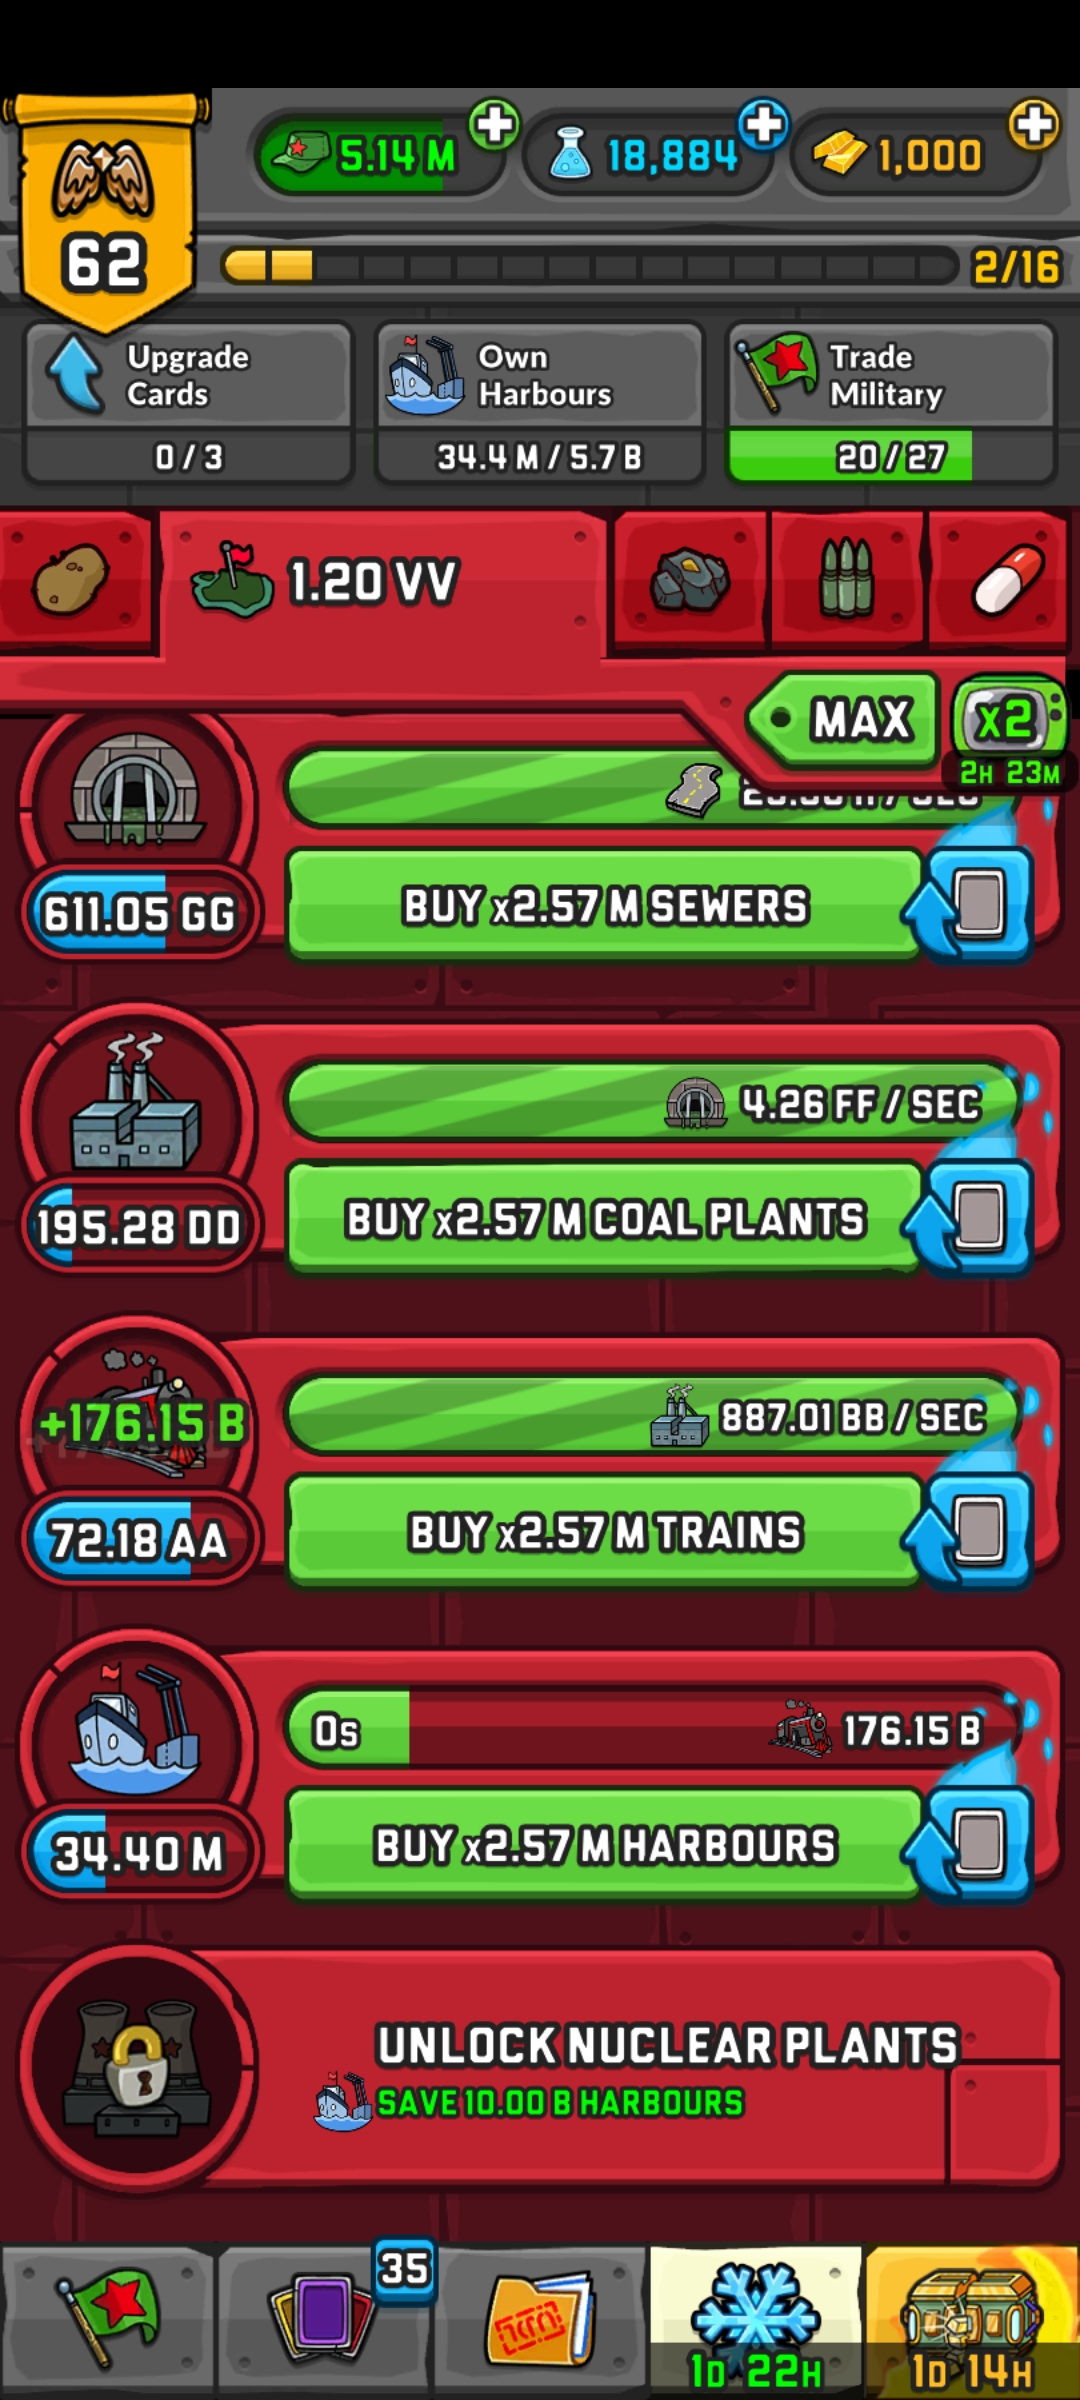 62
5.14 M
18,884
1,000
2/16
Upgrade Cards
0 / 3
Own Harbours
34.4 M / 5.7 B
Trade Military
20 / 27
1.20 VV
MAX
x2
2H 23M
611.05 GG
BUY x2.57 M SEWERS
4.26 FF / SEC
195.28 DD
BUY x2.57 M COAL PLANTS
+176.15 B
887.01 BB / SEC
72.18 AA
BUY x2.57 M TRAINS
0s
176.15 B
34.40 M
BUY x2.57 M HARBOURS
UNLOCK NUCLEAR PLANTS
SAVE 10.00 B HARBOURS
35
1D 22H
1D 14H